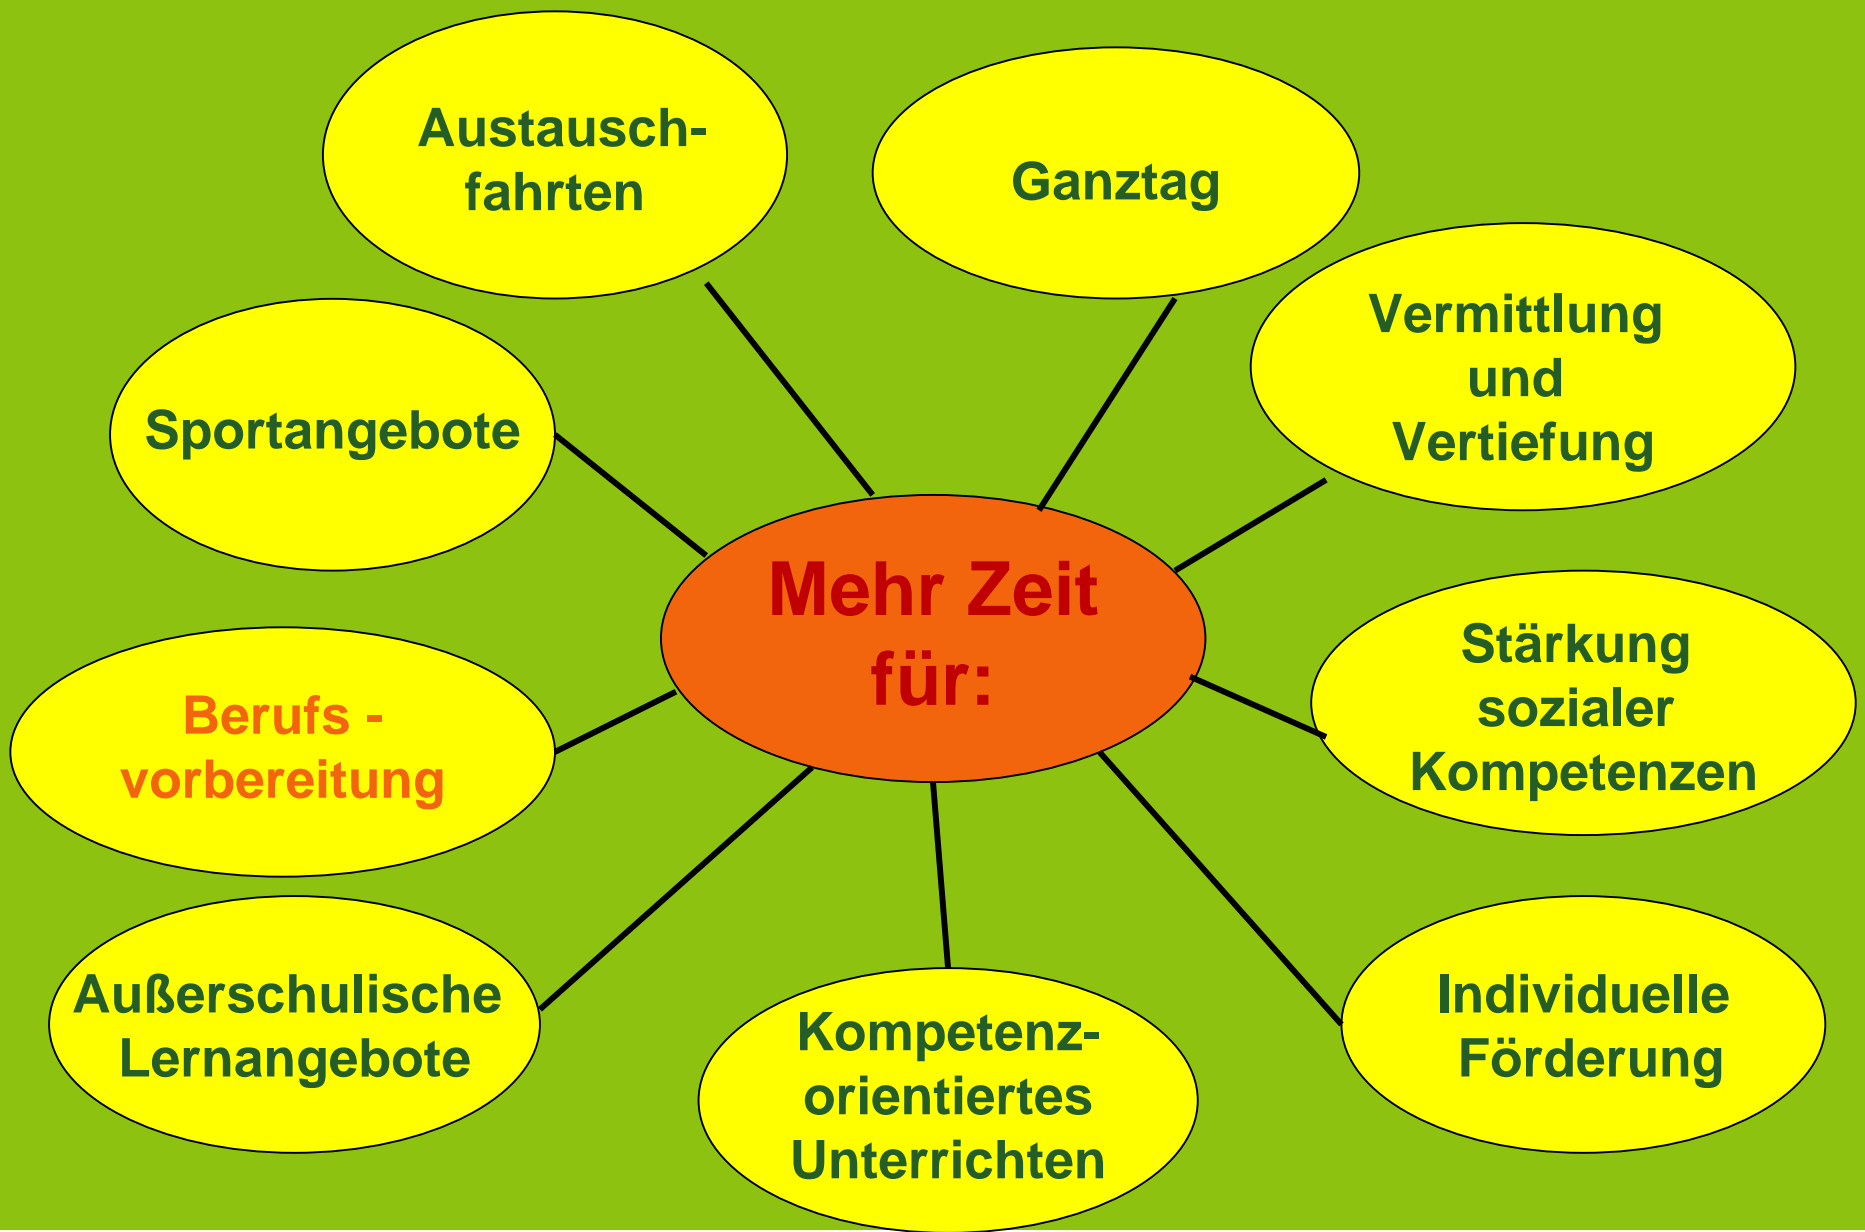 Austausch-
fahrten
Ganztag
Vermittlung
und
Vertiefung
Sportangebote
Mehr Zeit
für:
Stärkung
sozialer
Kompetenzen
Berufs -
vorbereitung
Außerschulische
Lernangebote
Kompetenz-
orientiertes
Unterrichten
Individuelle
Förderung